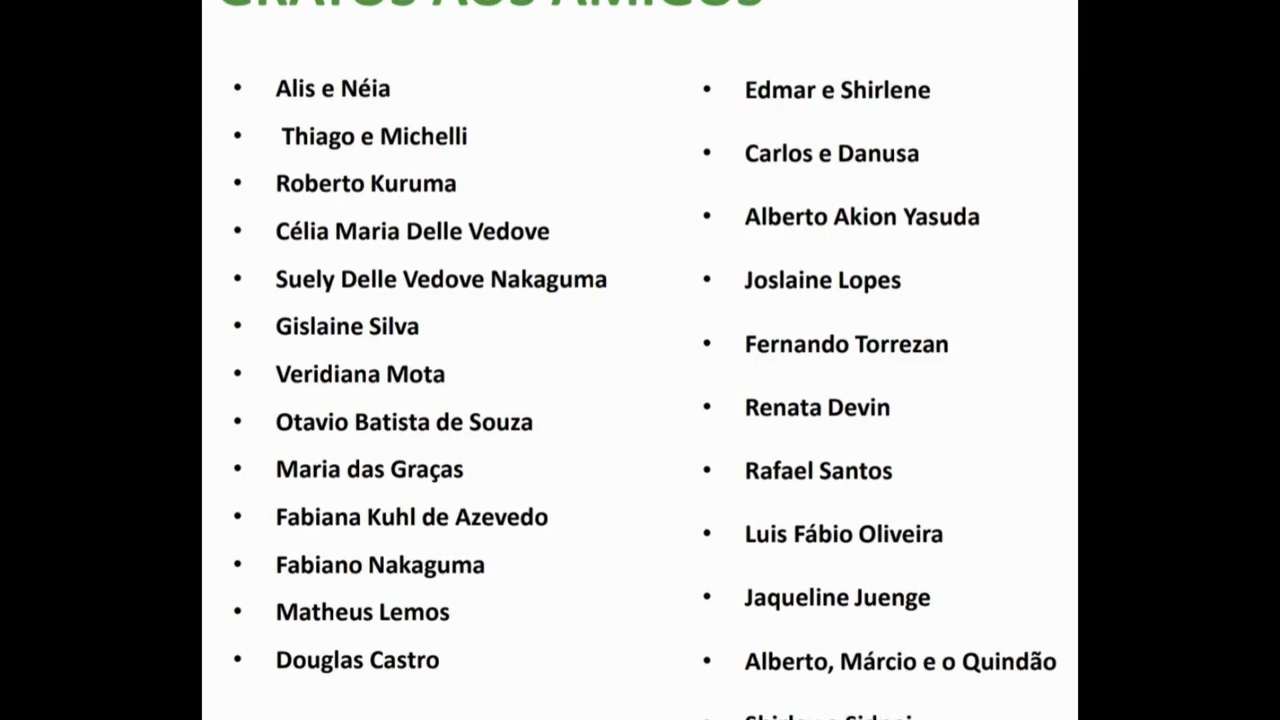 GRATOS AOS AMIGOS
• Alis e Néia
• Thiago e Michelli
• Roberto Kuruma
• Célia Maria Delle Vedove
• Suely Delle Vedove Nakaguma
• Gislaine Silva
• Veridiana Mota
• Otavio Batista de Souza
• Maria das Graças
• Fabiana Kuhl de Azevedo
• Fabiano Nakaguma
• Matheus Lemos
• Douglas Castro
• Edmar e Shirlene
• Carlos e Danusa
• Alberto Akion Yasuda
• Joslaine Lopes
• Fernando Torrezan
• Renata Devin
• Rafael Santos
• Luis Fábio Oliveira
• Jaqueline Juenge
• Alberto, Márcio e o Quindão